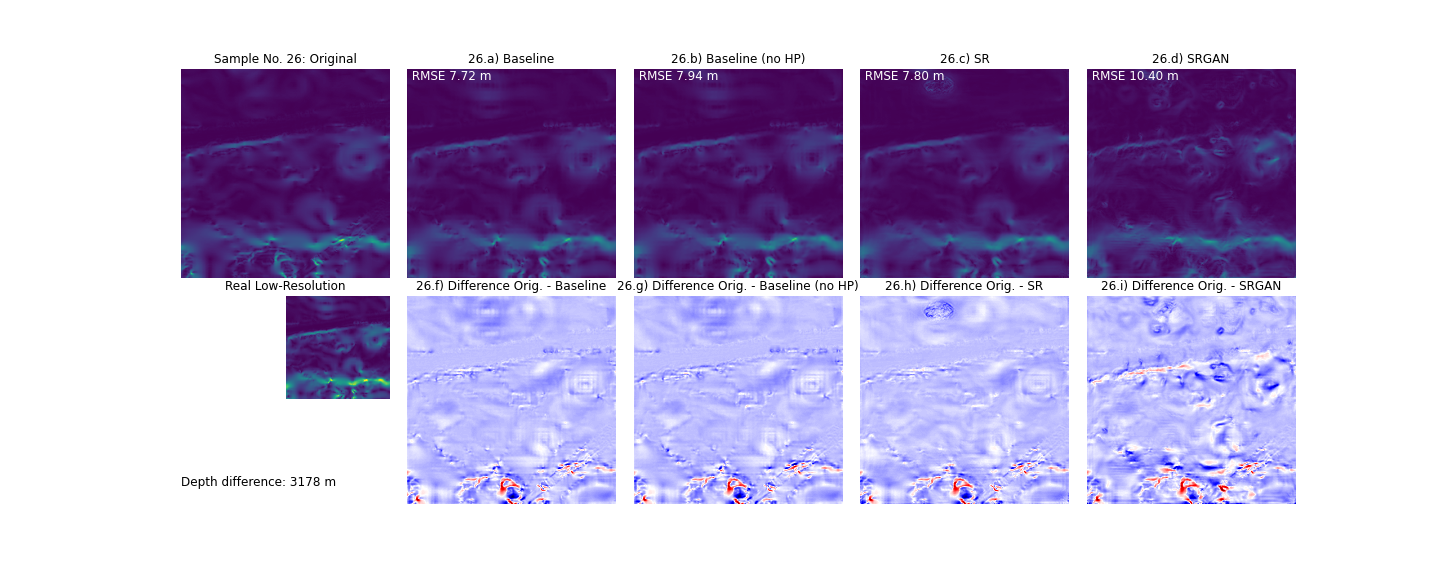 Sample No. 26: Original
26.a) Baseline
26.b) Baseline (no HP)
26.c) SR
26.d) SRGAN
RMSE 7.72 m
RMSE 7.94 m
RMSE 7.80 m
RMSE 10.40 m
Real Low-Resolution
26.f) Difference Orig. - Baseline
26.g) Difference Orig. - Baseline (no HP)
26.h) Difference Orig. - SR
26.i) Difference Orig. - SRGAN
Depth difference: 3178 m